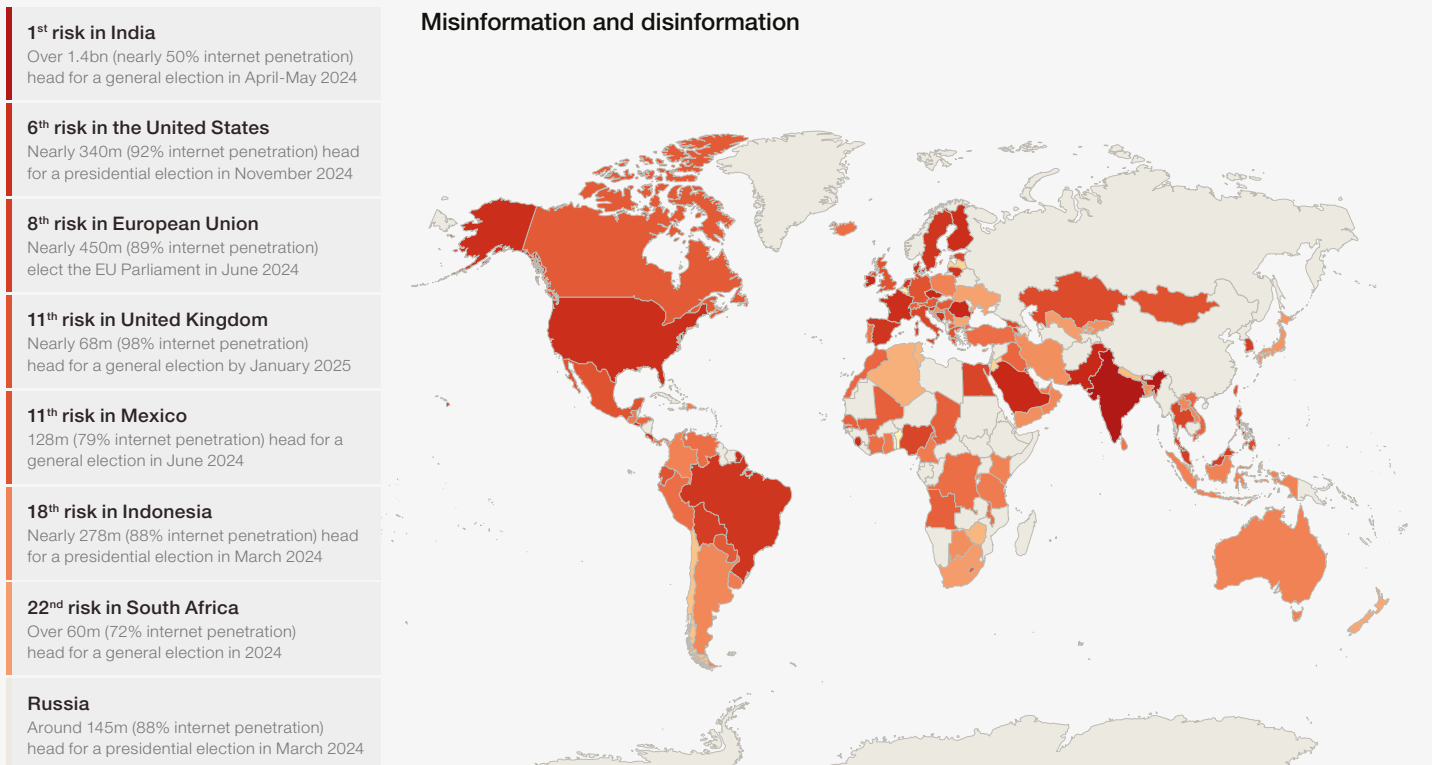 Misinformation and disinformation
1st risk in India
Over 1.4bn (nearly 50% internet penetration)
head for a general election in April-May 2024
6th risk in the United States
Nearly 340m (92% internet penetration) head
for a presidential election in November 2024
8th risk in European Union
Nearly 450m (89% internet penetration)
elect the EU Parliament in June 2024
11th risk in United Kingdom
Nearly 68m (98% internet penetration)
head for a general election by January 2025
11th risk in Mexico
128m (79% internet penetration) head for a
general election in June 2024
18th risk in Indonesia
Nearly 278m (88% internet penetration) head
for a presidential election in March 2024
22nd risk in South Africa
Over 60m (72% internet penetration)
head for a general election in 2024
Russia
Around 145m (88% internet penetration)
head for a presidential election in March 2024